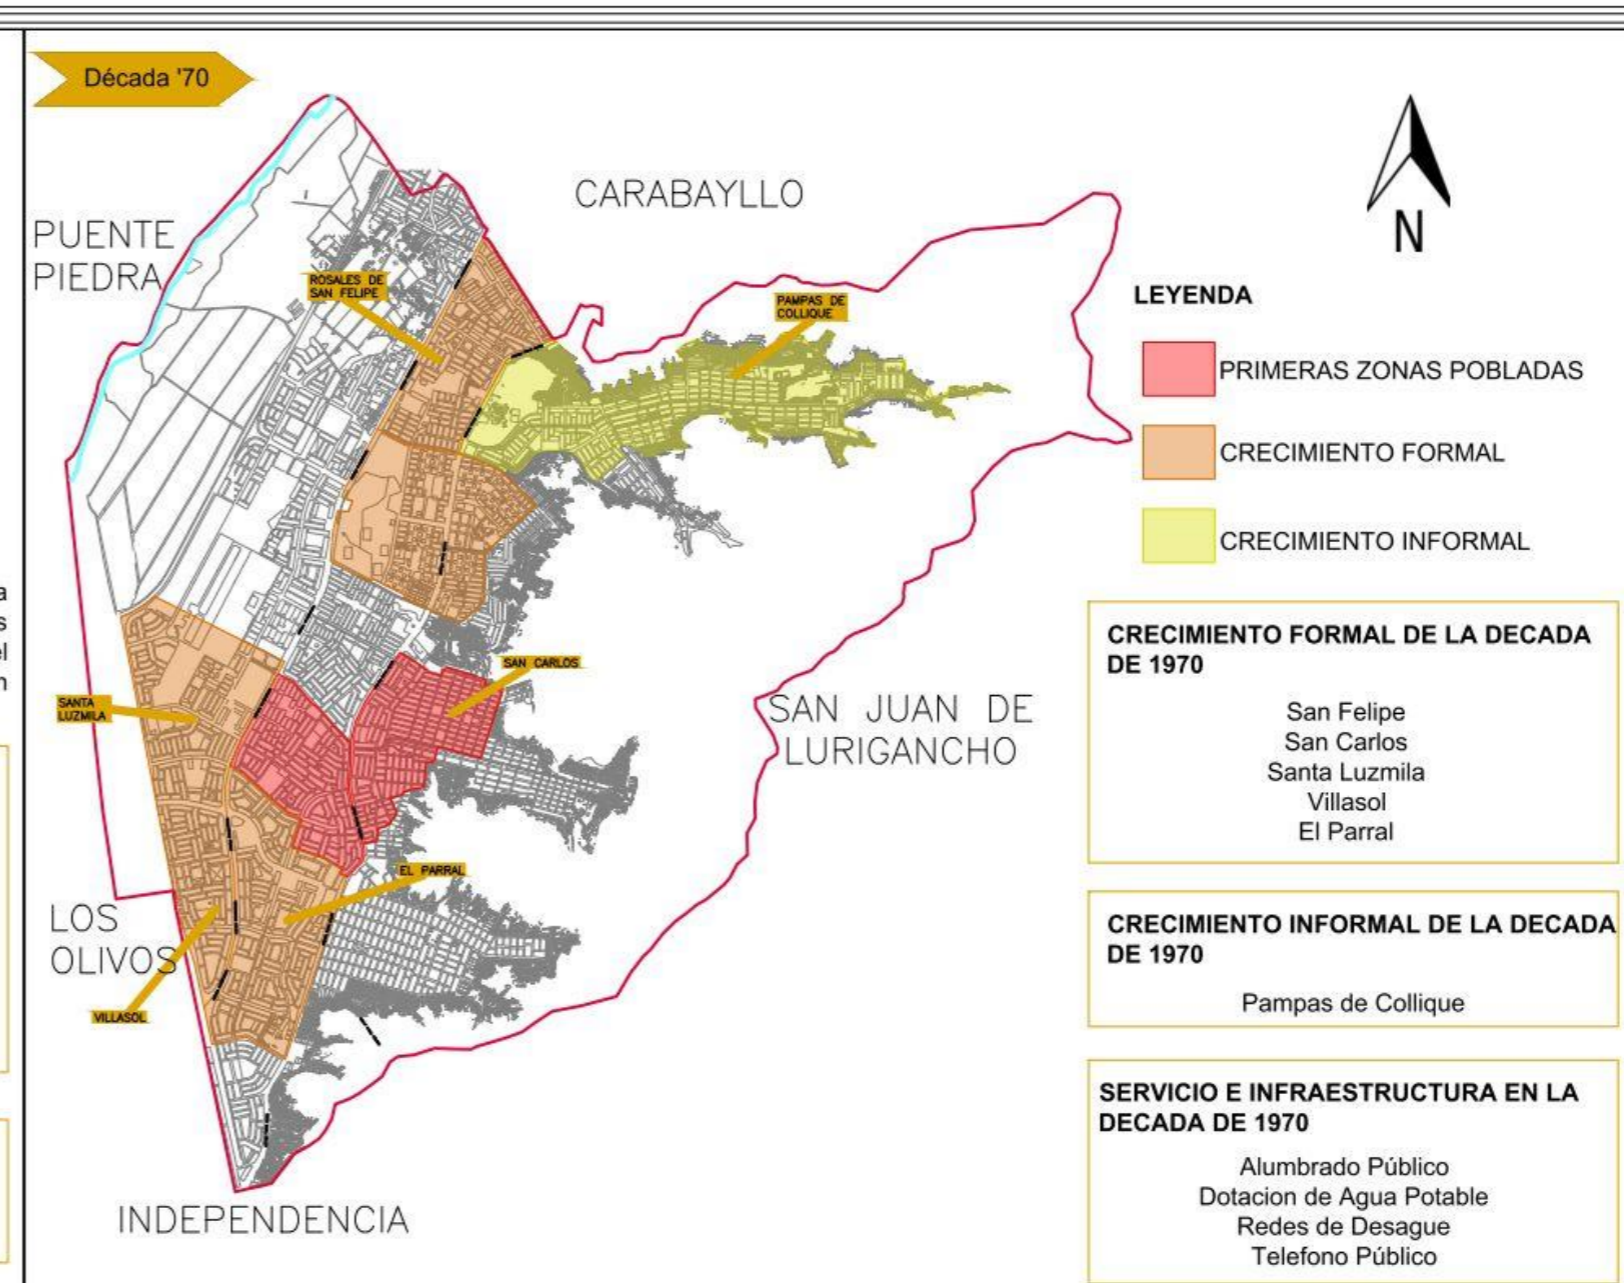 Década '70
CARABAYLLO
PUENTE
PIEDRA
ROSALES DE
SAN FELIPE
PAMPAS DE
COLLIQUE
N
LEYENDA
PRIMERAS ZONAS POBLADAS
CRECIMIENTO FORMAL
CRECIMIENTO INFORMAL
SAN CARLOS
SANTA
LUZMILA
SAN JUAN DE
LURIGANCHO
EL PARRAL
LOS
OLIVOS
VILLASOL
INDEPENDENCIA
CRECIMIENTO FORMAL DE LA DECADA
DE 1970
San Felipe
San Carlos
Santa Luzmila
Villasol
El Parral
CRECIMIENTO INFORMAL DE LA DECADA
DE 1970
Pampas de Collique
SERVICIO E INFRAESTRUCTURA EN LA
DECADA DE 1970
Alumbrado Público
Dotacion de Agua Potable
Redes de Desague
Telefono Público